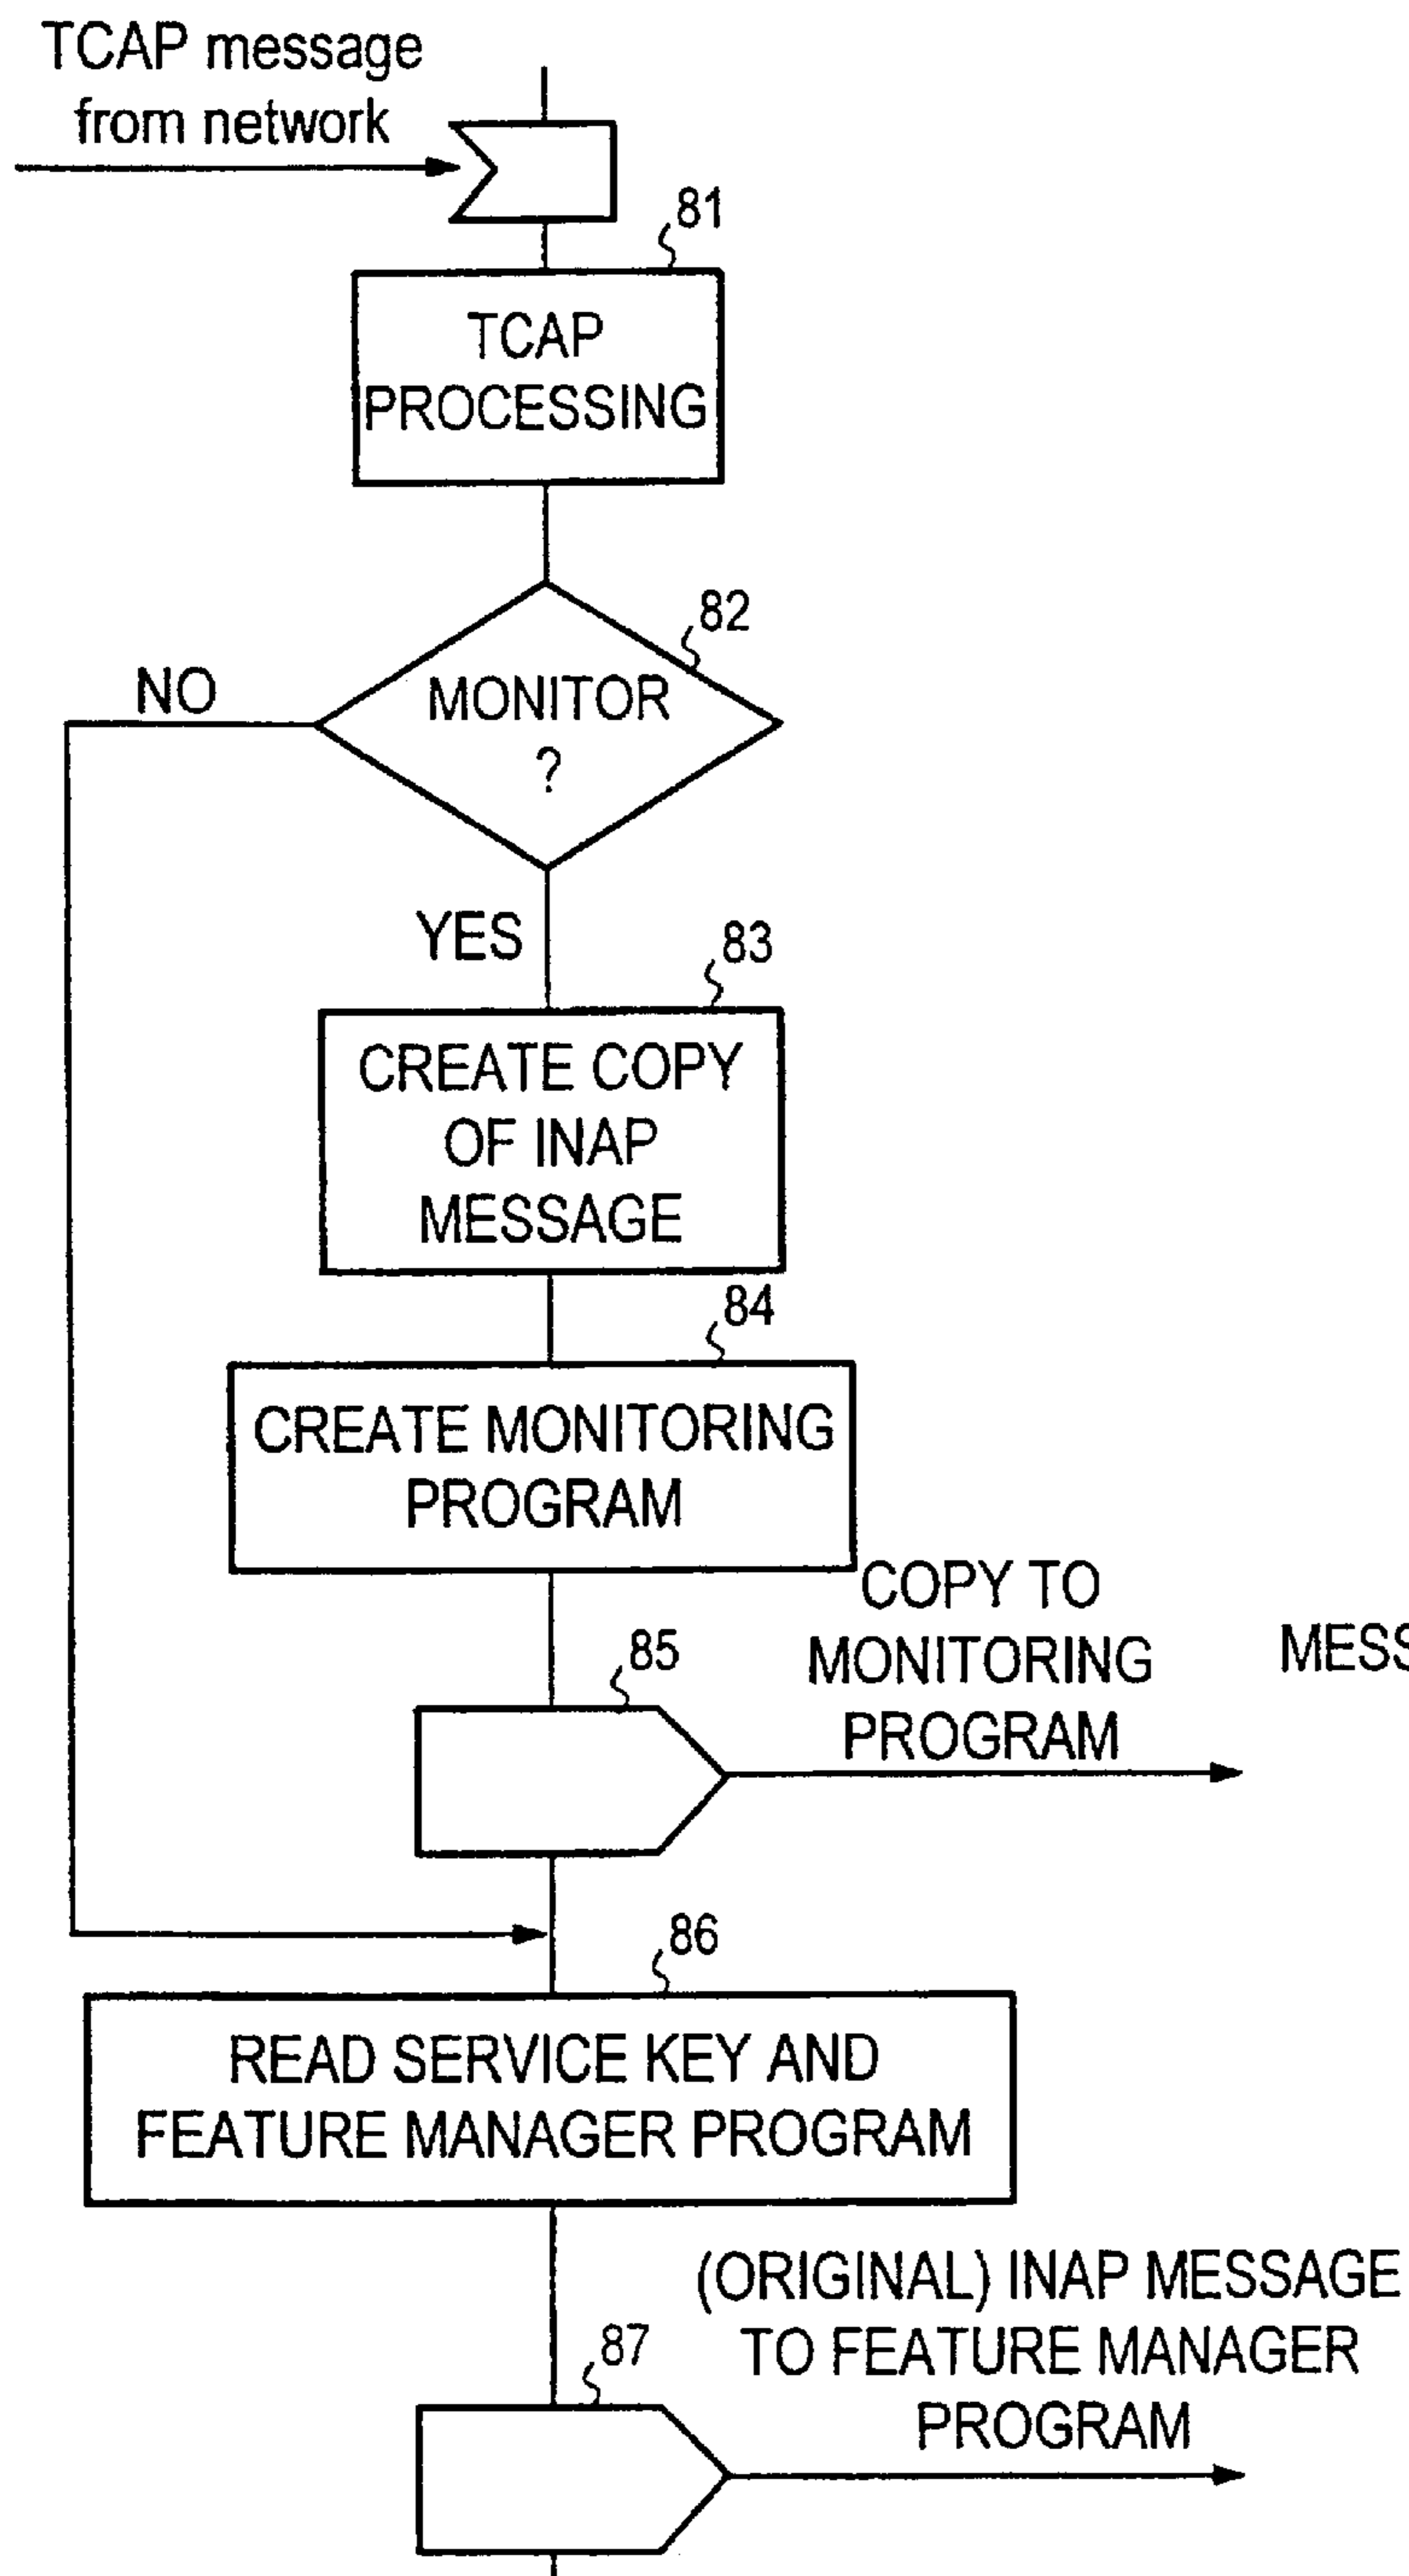 TCAP message
from network
81
TCAP
PROCESSING
82
NO
MONITOR
?
YES
83
CREATE COPY
OF INAP
MESSAGE
84
CREATE MONITORING
PROGRAM
COPY TO
MONITORING
PROGRAM
85
MESS
86
READ SERVICE KEY AND
FEATURE MANAGER PROGRAM
(ORIGINAL) INAP MESSAGE
TO FEATURE MANAGER
PROGRAM
87